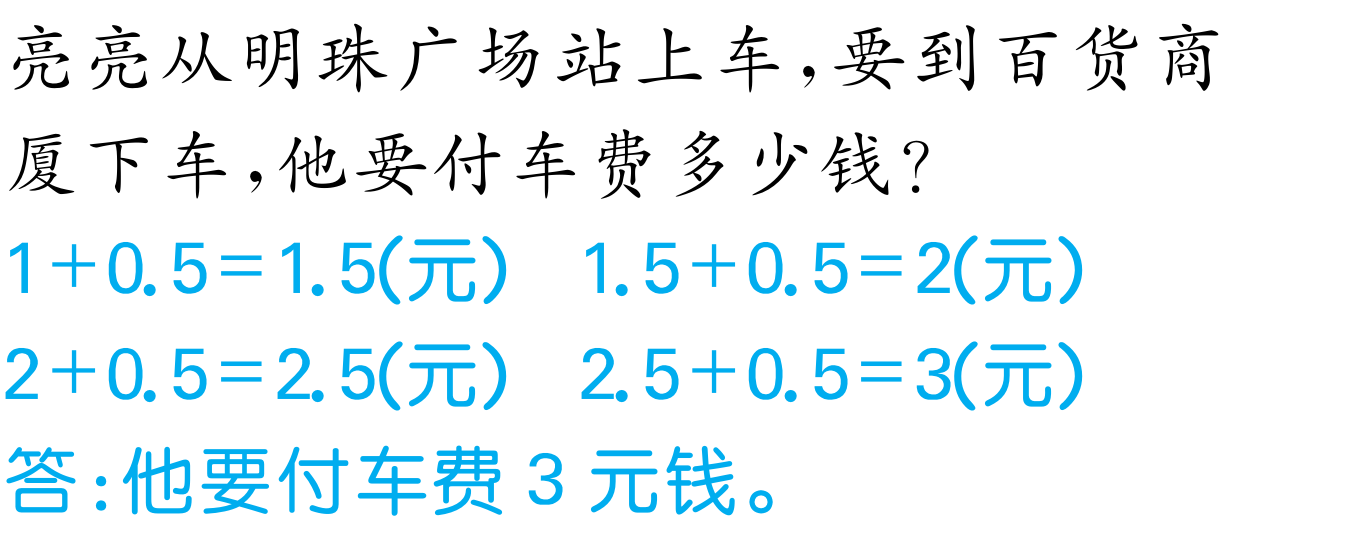 亮亮从明珠广场站上车,要到百货商
厦下车,他要付车费多少钱?
1+0.5=1.5(元) 1.5+0.5=2(元)
2+0.5=2.5(元) 2.5+0.5=3(元)
答:他要付车费 3 元钱。